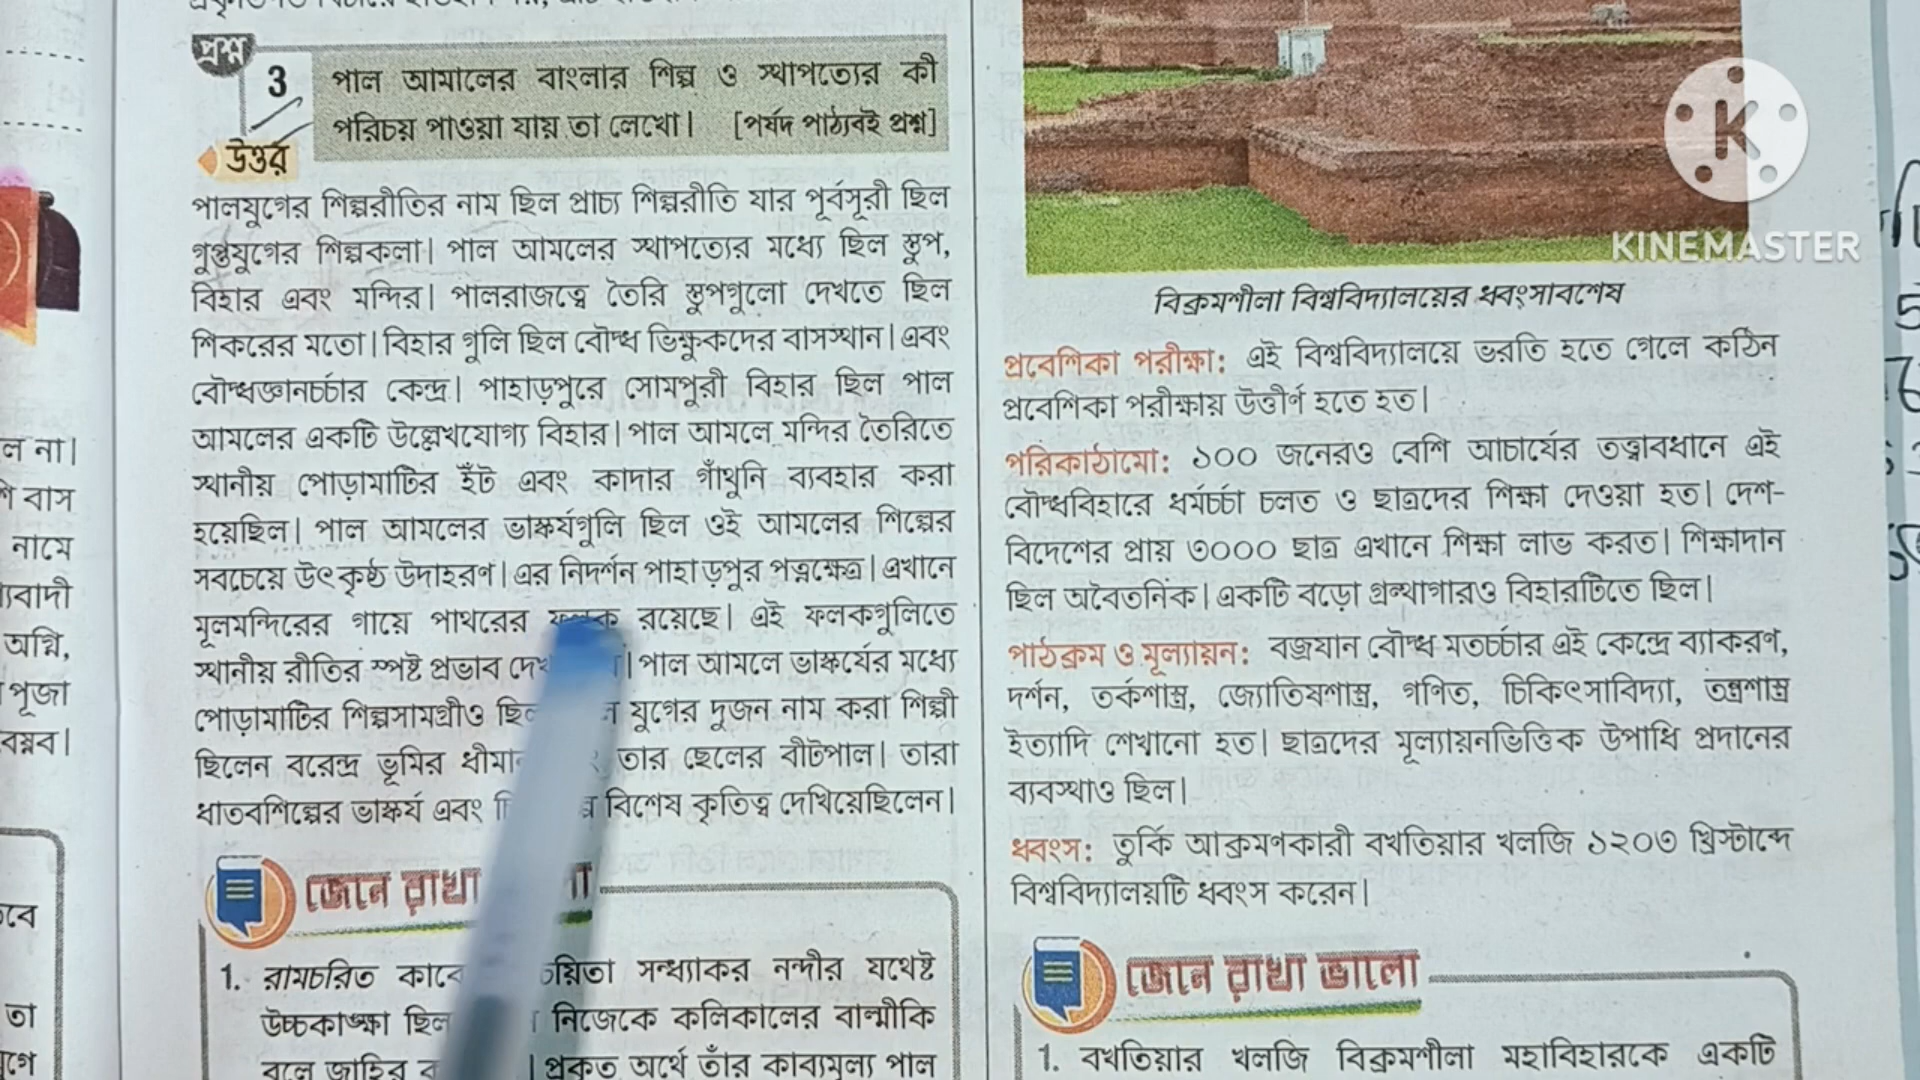 প্রশ্ন
3
পাল আমালের বাংলার শিল্প ও স্থাপত্যের কী
পরিচয় পাওয়া যায় তা লেখো। [পর্ষদ পাঠ্যবই প্রশ্ন]
উত্তর
পালযুগের শিল্পরীতির নাম ছিল প্রাচ্য শিল্পরীতি যার পূর্বসূরী ছিল
গুপ্তযুগের শিল্পকলা। পাল আমলের স্থাপত্যের মধ্যে ছিল স্তুপ,
বিহার এবং মন্দির। পালরাজত্বে তৈরি স্তুপগুলো দেখতে ছিল
শিকরের মতো। বিহার গুলি ছিল বৌদ্ধ ভিক্ষুকদের বাসস্থান। এবং
বৌদ্ধজ্ঞানচর্চার কেন্দ্র। পাহাড়পুরে সোমপুরী বিহার ছিল পাল
আমলের একটি উল্লেখযোগ্য বিহার। পাল আমলে মন্দির তৈরিতে
স্থানীয় পোড়ামাটির ইঁট এবং কাদার গাঁথুনি ব্যবহার করা
হয়েছিল। পাল আমলের ভাস্কর্যগুলি ছিল ওই আমলের শিল্পের
সবচেয়ে উৎকৃষ্ঠ উদাহরণ। এর নিদর্শন পাহাড়পুর পত্নক্ষেত্র। এখানে
মূলমন্দিরের গায়ে পাথরের ফলক রয়েছে। এই ফলকগুলিতে
স্থানীয় রীতির স্পষ্ট প্রভাব পাল আমলে ভাস্কর্যের মধ্যে
পোড়ামাটির শিল্পসামগ্রীও যুগের দুজন নাম করা শিল্পী
ছিলেন বরেন্দ্র ভূমির তার ছেলের বীটপাল। তারা
ধাতবশিল্পের ভাস্কর্য এবং বিশেষ কৃতিত্ব দেখিয়েছিলেন।
জেনে রাখা
1. রামচরিত সন্ধ্যাকর নন্দীর যথেষ্ট
উচ্চকাঙ্ক্ষা নিজেকে কলিকালের বাল্মীকি
বলে জাহির প্রকৃত অর্থে তাঁর কাব্যমূল্য পাল
KINEMASTER
বিক্রমশীলা বিশ্ববিদ্যালয়ের ধ্বংসাবশেষ
প্রবেশিকা পরীক্ষা: এই বিশ্ববিদ্যালয়ে ভরতি হতে গেলে কঠিন
প্রবেশিকা পরীক্ষায় উত্তীর্ণ হতে হত।
পরিকাঠামো: ১০০ জনেরও বেশি আচার্যের তত্ত্বাবধানে এই
বৌদ্ধবিহারে ধর্মচর্চা চলত ও ছাত্রদের শিক্ষা দেওয়া হত। দেশ-
বিদেশের প্রায় ৩০০০ ছাত্র এখানে শিক্ষা লাভ করত। শিক্ষাদান
ছিল অবৈতনিক। একটি বড়ো গ্রন্থাগারও বিহারটিতে ছিল।
পাঠক্রম ও মূল্যায়ন: বজ্রযান বৌদ্ধ মতচর্চার এই কেন্দ্রে ব্যাকরণ,
দর্শন, তর্কশাস্ত্র, জ্যোতিষশাস্ত্র, গণিত, চিকিৎসাবিদ্যা, তন্ত্রশাস্ত্র
ইত্যাদি শেখানো হত। ছাত্রদের মূল্যায়নভিত্তিক উপাধি প্রদানের
ব্যবস্থাও ছিল।
ধ্বংস: তুর্কি আক্রমণকারী বখতিয়ার খলজি ১২০৩ খ্রিস্টাব্দে
বিশ্ববিদ্যালয়টি ধ্বংস করেন।
জেনে রাখা ভালো
1. বখতিয়ার খলজি বিক্রমশীলা মহাবিহারকে একটি